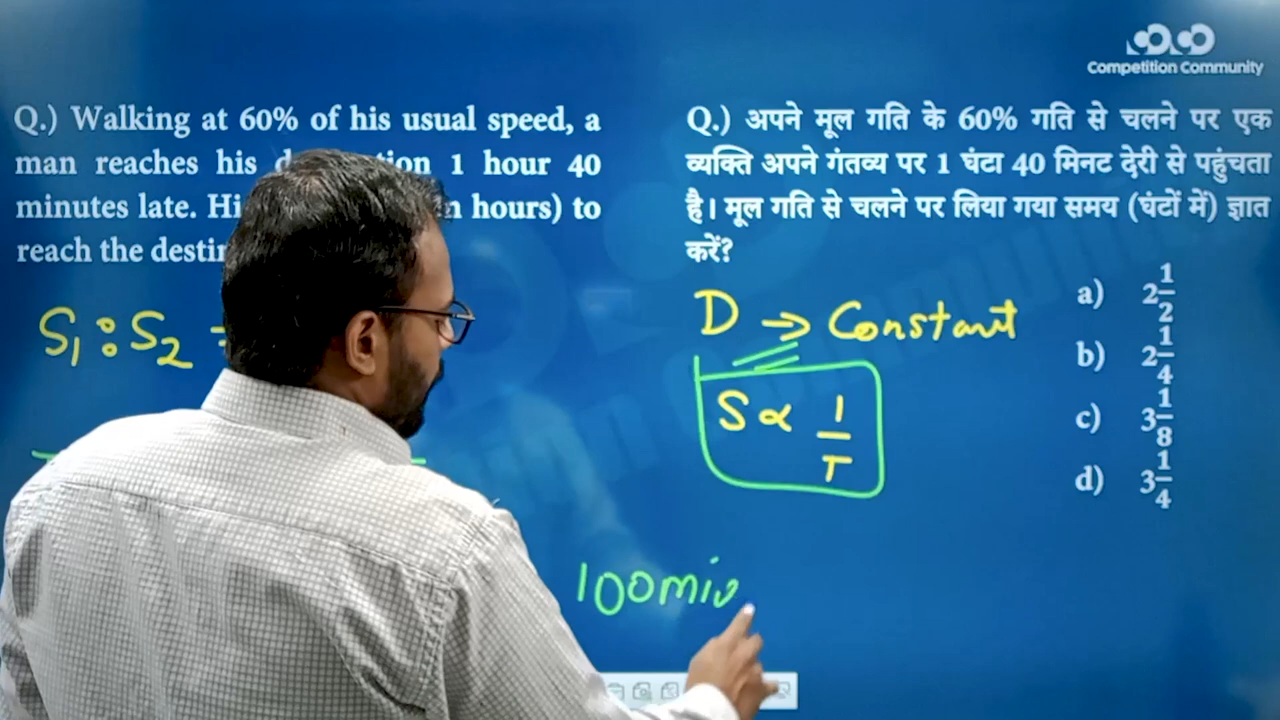 Competition Community
Q.) Walking at 60% of his usual speed, a
man reaches his 1 hour 40
minutes late. hours) to
reach the
S₁ : S₂
Q.) अपने मूल गति के 60% गति से चलने पर एक
व्यक्ति अपने गंतव्य पर 1 घंटा 40 मिनट देरी से पहुंचता
है। मूल गति से चलने पर लिया गया समय (घंटों में) ज्ञात
करें?
D → Constant
S ∝ 1/T
a) 2 1/2
b) 2 1/4
c) 3 1/8
d) 3 1/4
100min